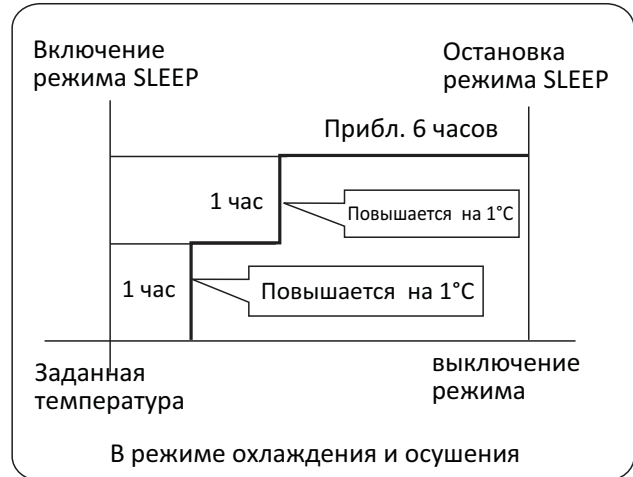 Включение
режима SLEEP
Остановка
режима SLEEP
Прибл. 6 часов
1 час
Повышается на 1°C
1 час
Повышается на 1°C
Заданная
температура
выключение
режима
В режиме охлаждения и осушения